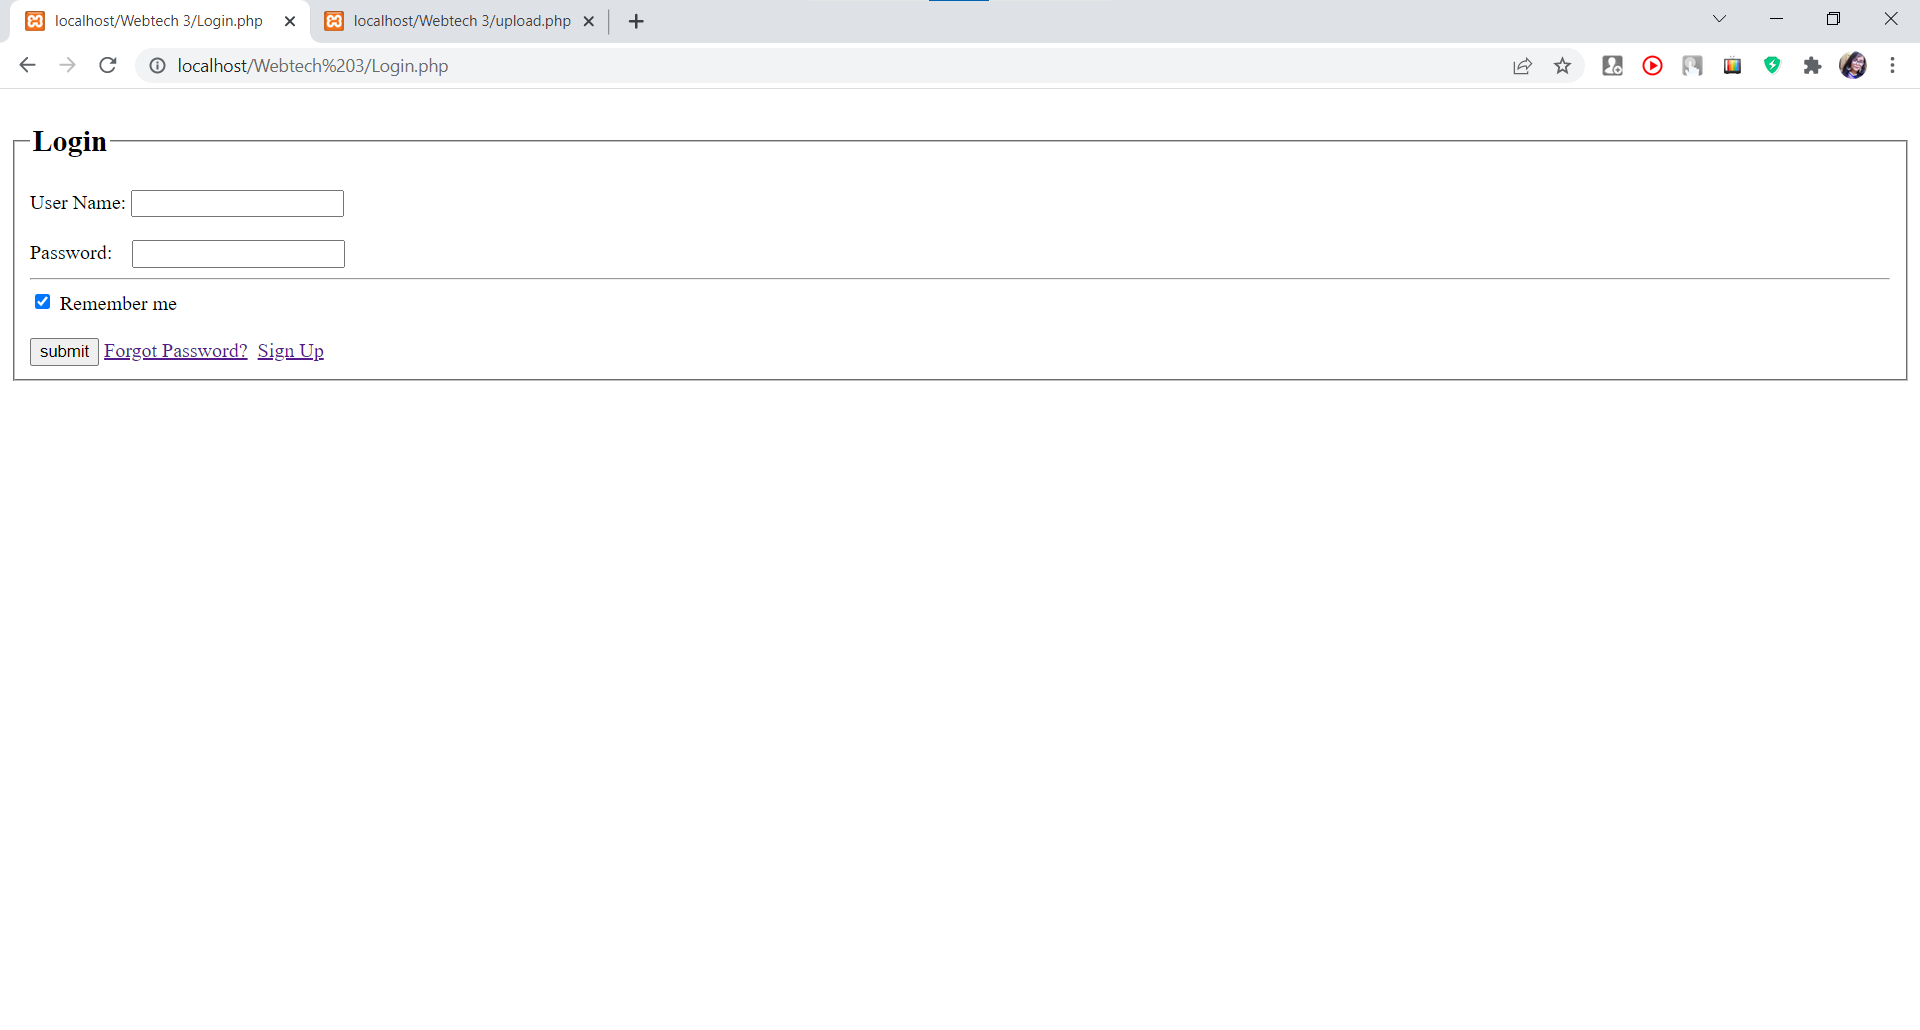 localhost/Webtech 3/Login.php
localhost/Webtech 3/upload.php
localhost/Webtech%203/Login.php
Login
User Name:
Password:
Remember me
submit Forgot Password? Sign Up